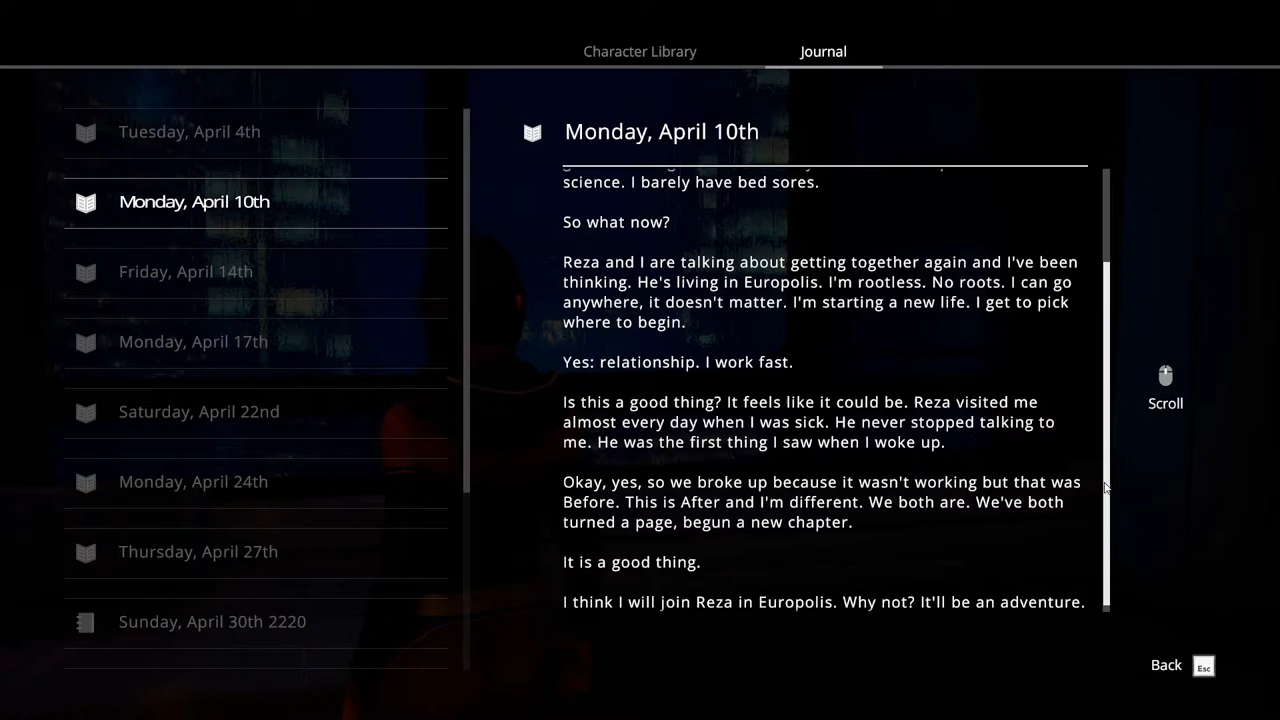 Character Library
Journal
Tuesday, April 4th
Monday, April 10th
Friday, April 14th
Monday, April 17th
Saturday, April 22nd
Monday, April 24th
Thursday, April 27th
Sunday, April 30th 2220
Monday, April 10th
science. I barely have bed sores.
So what now?
Reza and I are talking about getting together again and I've been
thinking. He's living in Europolis. I'm rootless. No roots. I can go
anywhere, it doesn't matter. I'm starting a new life. I get to pick
where to begin.
Yes: relationship. I work fast.
Is this a good thing? It feels like it could be. Reza visited me
almost every day when I was sick. He never stopped talking to
me. He was the first thing I saw when I woke up.
Okay, yes, so we broke up because it wasn't working but that was
Before. This is After and I'm different. We both are. We've both
turned a page, begun a new chapter.
It is a good thing.
I think I will join Reza in Europolis. Why not? It'll be an adventure.
Scroll
Back Esc